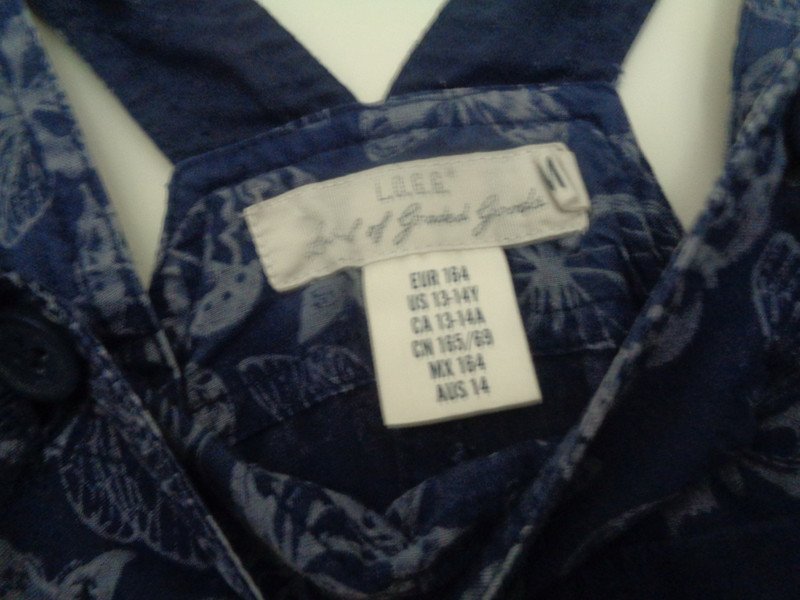 L.O.G.G.
Label of Graded Goods
EUR 164
US 13-14Y
CA 13-14A
CN 165/69
MX 164
AUS 14